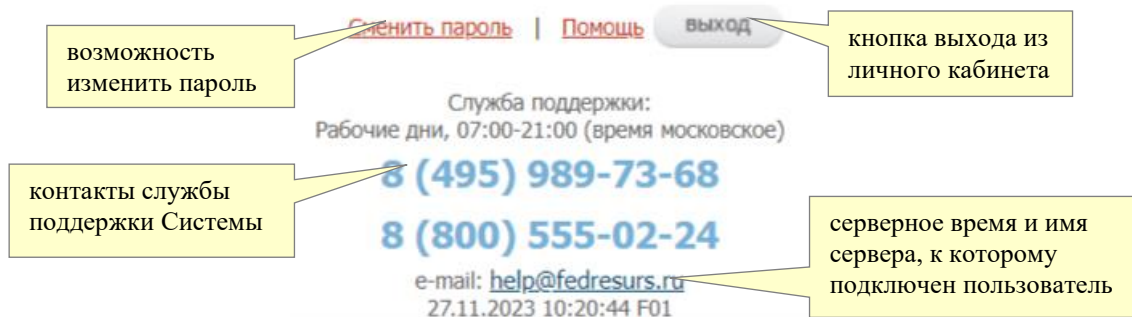 Сменить пароль | Помощь выход
возможность
изменить пароль
кнопка выхода из
личного кабинета
Служба поддержки:
Рабочие дни, 07:00-21:00 (время московское)
8 (495) 989-73-68
контакты службы
поддержки Системы
8 (800) 555-02-24
серверное время и имя
сервера, к которому
подключен пользователь
e-mail: help@fedresurs.ru
27.11.2023 10:20:44 F01